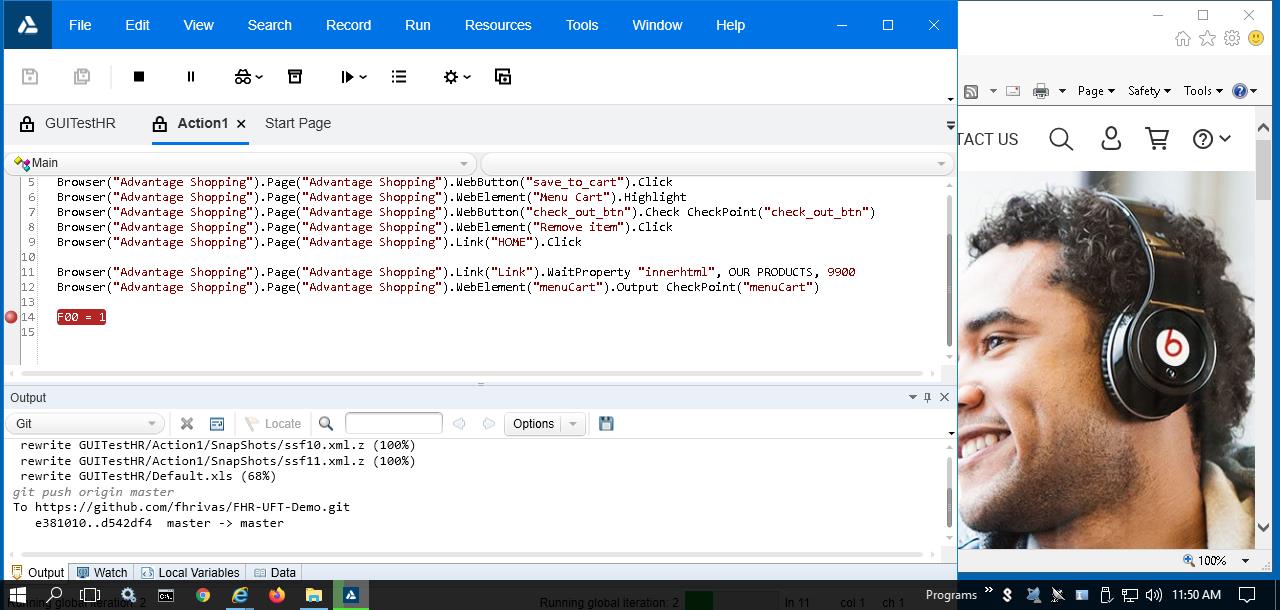 File Edit View Search Record Run Resources Tools Window Help
GUITestHR Action1 Start Page
Main
5 Browser("Advantage Shopping").Page("Advantage Shopping").WebButton("save_to_cart").Click
6 Browser("Advantage Shopping").Page("Advantage Shopping").WebElement("Menu Cart").Highlight
7 Browser("Advantage Shopping").Page("Advantage Shopping").WebButton("check_out_btn").Check CheckPoint("check_out_btn")
8 Browser("Advantage Shopping").Page("Advantage Shopping").WebElement("Remove item").Click
9 Browser("Advantage Shopping").Page("Advantage Shopping").Link("HOME").Click
10
11 Browser("Advantage Shopping").Page("Advantage Shopping").Link("Link").WaitProperty "innerhtml", OUR PRODUCTS, 9900
12 Browser("Advantage Shopping").Page("Advantage Shopping").WebElement("menuCart").Output CheckPoint("menuCart")
13
14 F00 = 1
15
Output
Git Locate Options
rewrite GUITestHR/Action1/SnapShots/ssf10.xml.z (100%)
rewrite GUITestHR/Action1/SnapShots/ssf11.xml.z (100%)
rewrite GUITestHR/Default.xls (68%)
git push origin master
To https://github.com/fhrivas/FHR-UFT-Demo.git
e381010..d542df4 master -> master
Output Watch Local Variables Data
Running global iteration: 2 Running global iteration: 2 ln 11 col 1 ch 1
Page Safety Tools
TACT US
b
100%
Programs » 11:50 AM